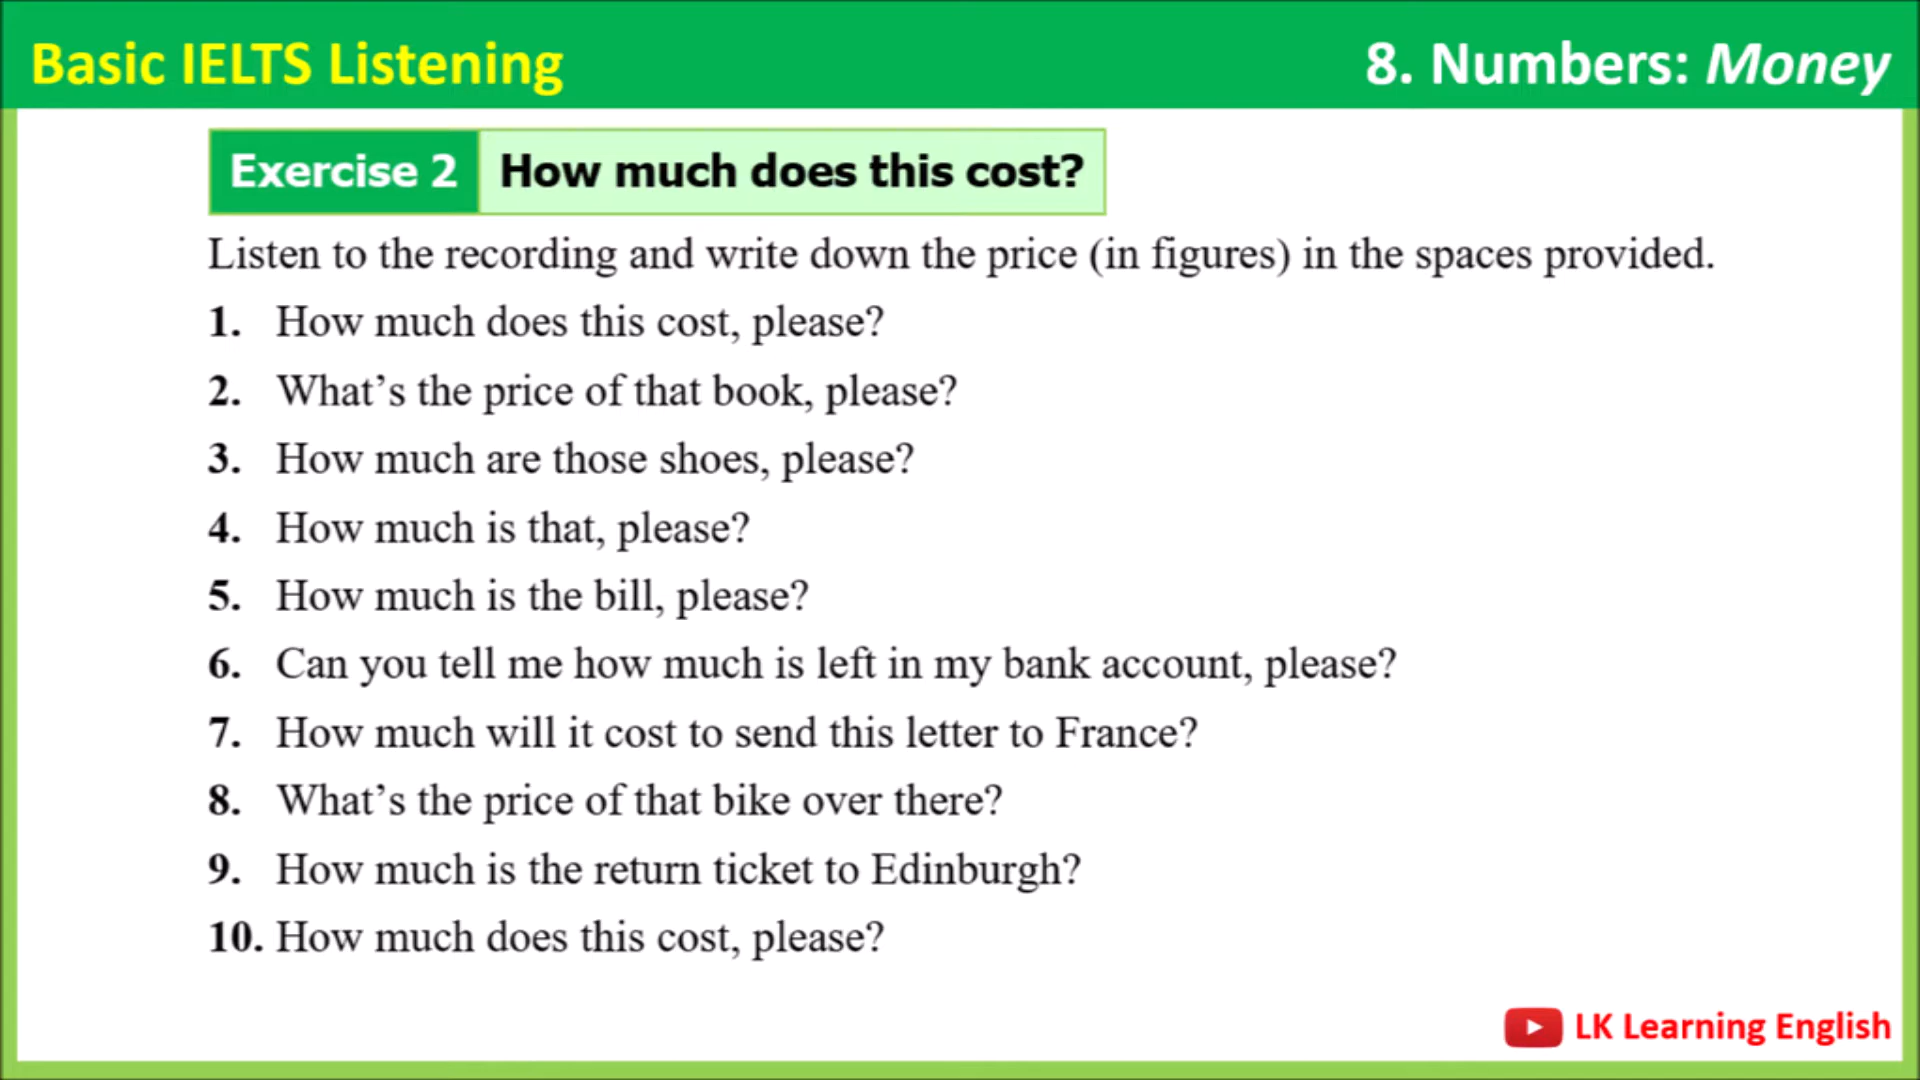 Basic IELTS Listening
8. Numbers: Money
Exercise 2 How much does this cost?
Listen to the recording and write down the price (in figures) in the spaces provided.
1. How much does this cost, please?
2. What’s the price of that book, please?
3. How much are those shoes, please?
4. How much is that, please?
5. How much is the bill, please?
6. Can you tell me how much is left in my bank account, please?
7. How much will it cost to send this letter to France?
8. What’s the price of that bike over there?
9. How much is the return ticket to Edinburgh?
10. How much does this cost, please?
LK Learning English